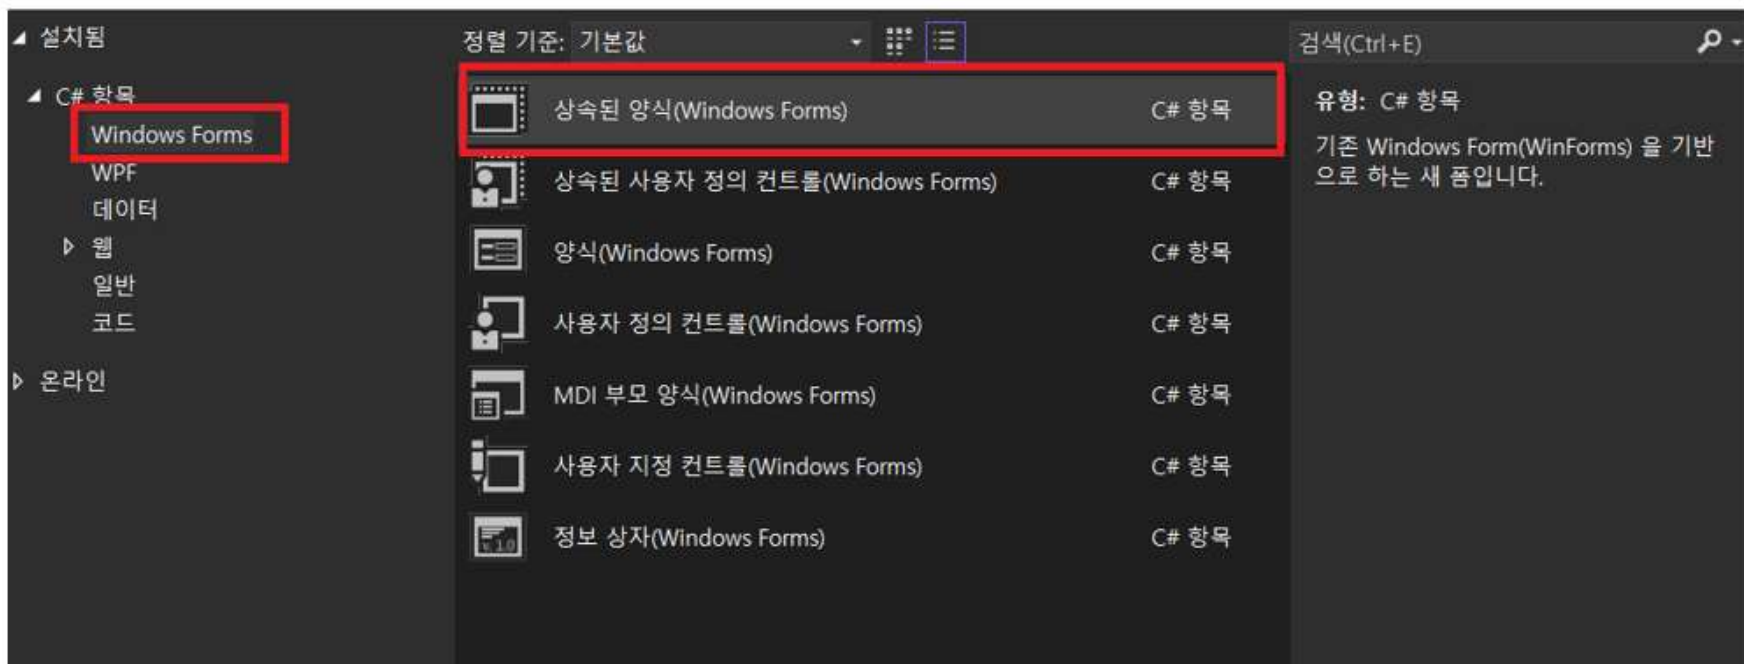 설치됨
C# 항목
Windows Forms
WPF
데이터
웹
일반
코드
온라인
정렬 기준: 기본값
상속된 양식(Windows Forms) C# 항목
상속된 사용자 정의 컨트롤(Windows Forms) C# 항목
양식(Windows Forms) C# 항목
사용자 정의 컨트롤(Windows Forms) C# 항목
MDI 부모 양식(Windows Forms) C# 항목
사용자 지정 컨트롤(Windows Forms) C# 항목
v 1.0
정보 상자(Windows Forms) C# 항목
검색(Ctrl+E)
유형: C# 항목
기존 Windows Form(WinForms) 을 기반
으로 하는 새 폼입니다.